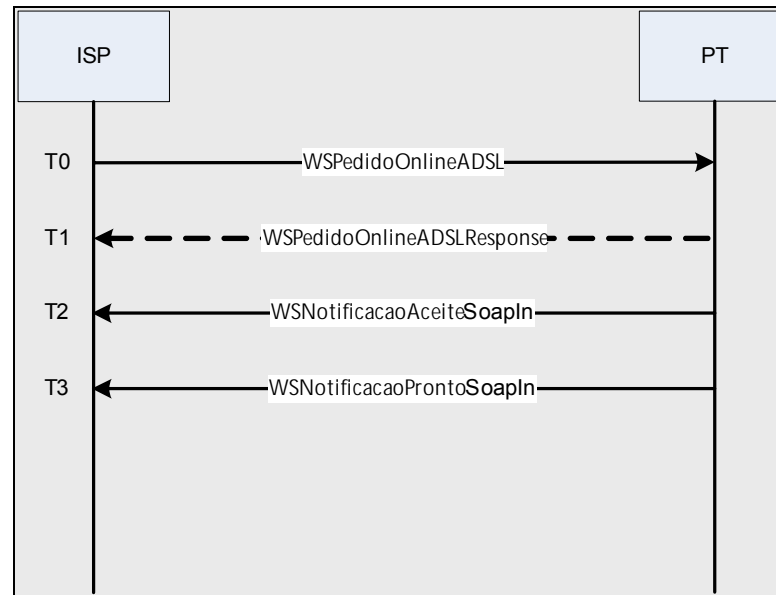 ISP
PT
T0
WSPedidoOnlineADSL
T1
WSPedidoOnlineADSLResponse
T2
WSNotificacaoAceiteSoapIn
T3
WSNotificacaoProntoSoapIn